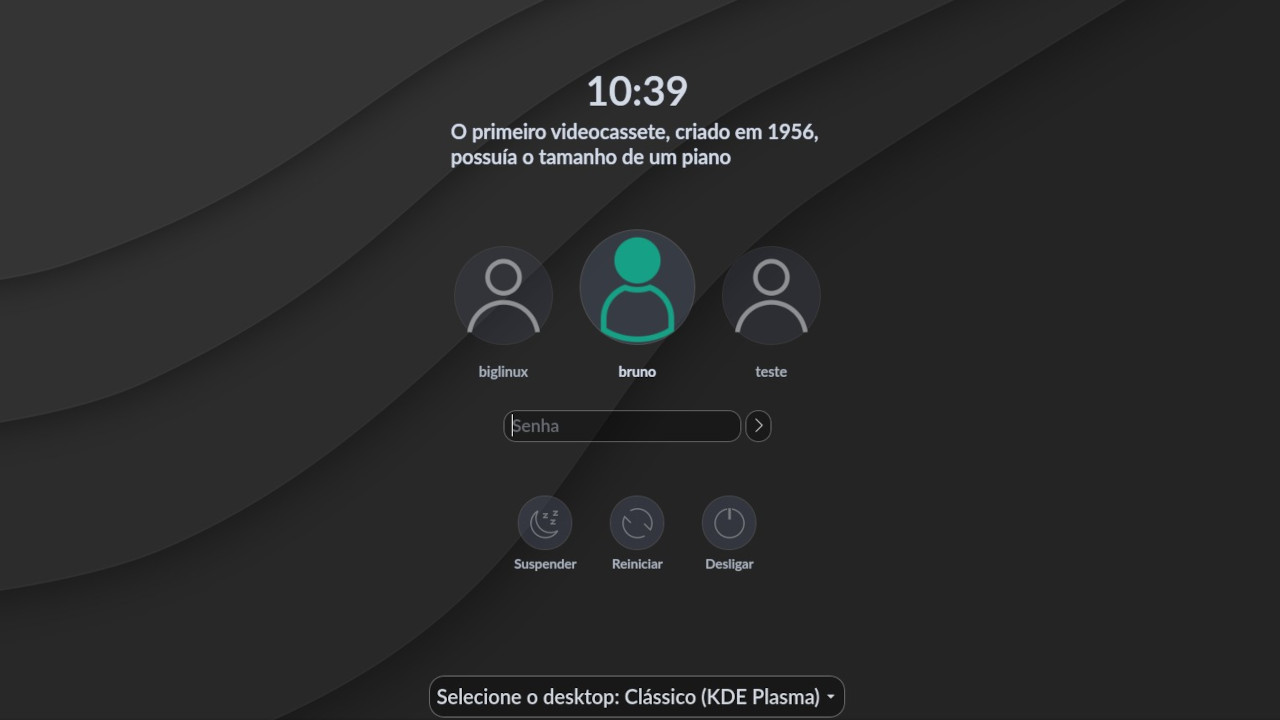 10:39
O primeiro videocassete, criado em 1956,
possuía o tamanho de um piano
biglinux
bruno
teste
Senha
Suspender
Reiniciar
Desligar
Selecione o desktop: Clássico (KDE Plasma)